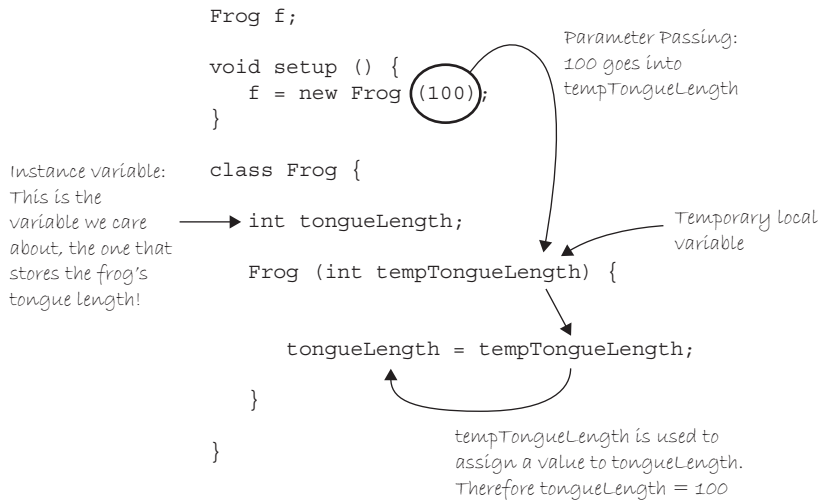 Frog f;
void setup () {
f = new Frog (100);
}
Parameter Passing:
100 goes into
tempTongueLength
class Frog {
Instance variable:
This is the
variable we care
about, the one that
stores the frog's
tongue length!
int tongueLength;
Temporary local
variable
Frog (int tempTongueLength) {
tongueLength = tempTongueLength;
}
}
tempTongueLength is used to
assign a value to tongueLength.
Therefore tongueLength = 100